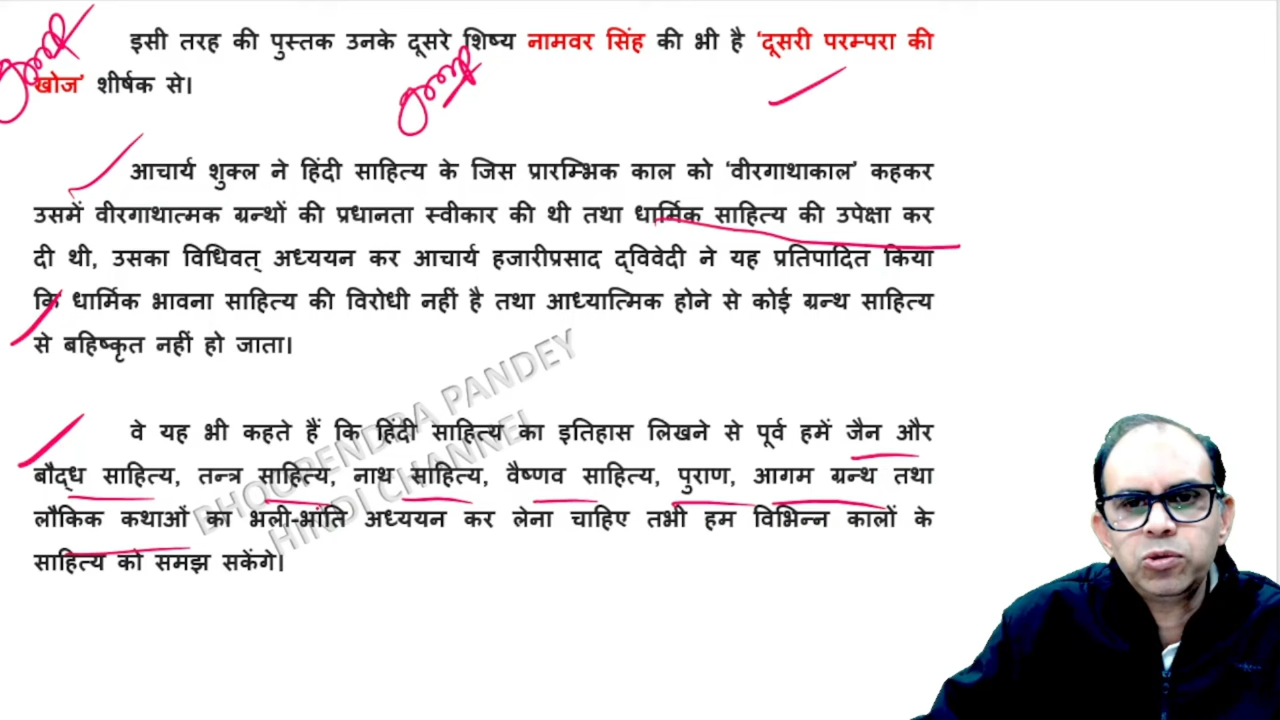 इसी तरह की पुस्तक उनके दूसरे शिष्य नामवर सिंह की भी है ‘दूसरी परम्परा की
खोज’ शीर्षक से।
आचार्य शुक्ल ने हिंदी साहित्य के जिस प्रारम्भिक काल को ‘वीरगाथाकाल’ कहकर
उसमें वीरगाथात्मक ग्रन्थों की प्रधानता स्वीकार की थी तथा धार्मिक साहित्य की उपेक्षा कर
दी थी, उसका विधिवत् अध्ययन कर आचार्य हजारीप्रसाद द्विवेदी ने यह प्रतिपादित किया
कि धार्मिक भावना साहित्य की विरोधी नहीं है तथा आध्यात्मिक होने से कोई ग्रन्थ साहित्य
से बहिष्कृत नहीं हो जाता।
वे यह भी कहते हैं कि हिंदी साहित्य का इतिहास लिखने से पूर्व हमें जैन और
बौद्ध साहित्य, तन्त्र साहित्य, नाथ साहित्य, वैष्णव साहित्य, पुराण, आगम ग्रन्थ तथा
लौकिक कथाओं का भली-भांति अध्ययन कर लेना चाहिए तभी हम विभिन्न कालों के
साहित्य को समझ सकेंगे।
DHOOPENDRA PANDEY
HINDI CHANNEL